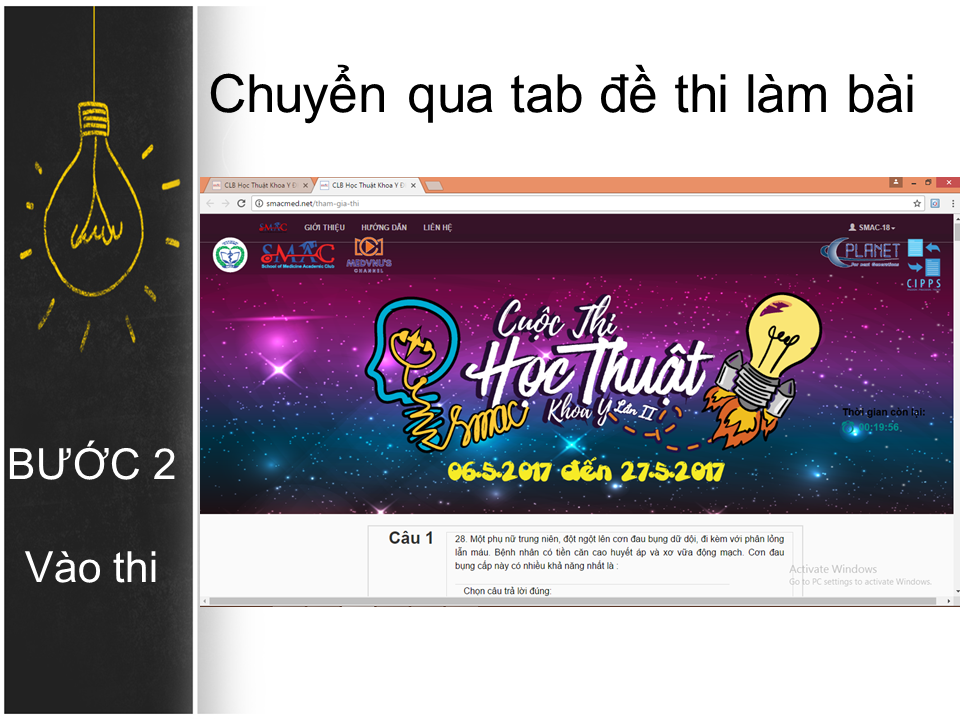 Chuyển qua tab đề thi làm bài
BƯỚC 2
Vào thi
CLB Học Thuật Khoa Y Đ
CLB Học Thuật Khoa Y Đ
smacmed.net/tham-gia-thi
SMAC
GIỚI THIỆU
HƯỚNG DẪN
LIÊN HỆ
SMAC-18
SMAC
School of Medicine Academic Club
MEDVNU'S
CHANNEL
PLANET
For next Generations
CIPPS
Cuộc Thi
Học Thuật
Khoa Y Lần II
Smac
06.5.2017 đến 27.5.2017
Thời gian còn lại:
00:19:56
Câu 1
28. Một phụ nữ trung niên, đột ngột lên cơn đau bụng dữ dội, đi kèm với phân lỏng
lẫn máu. Bệnh nhân có tiền căn cao huyết áp và xơ vữa động mạch. Cơn đau
bụng cấp này có nhiều khả năng nhất là :
Chọn câu trả lời đúng:
Activate Windows
Go to PC settings to activate Windows.